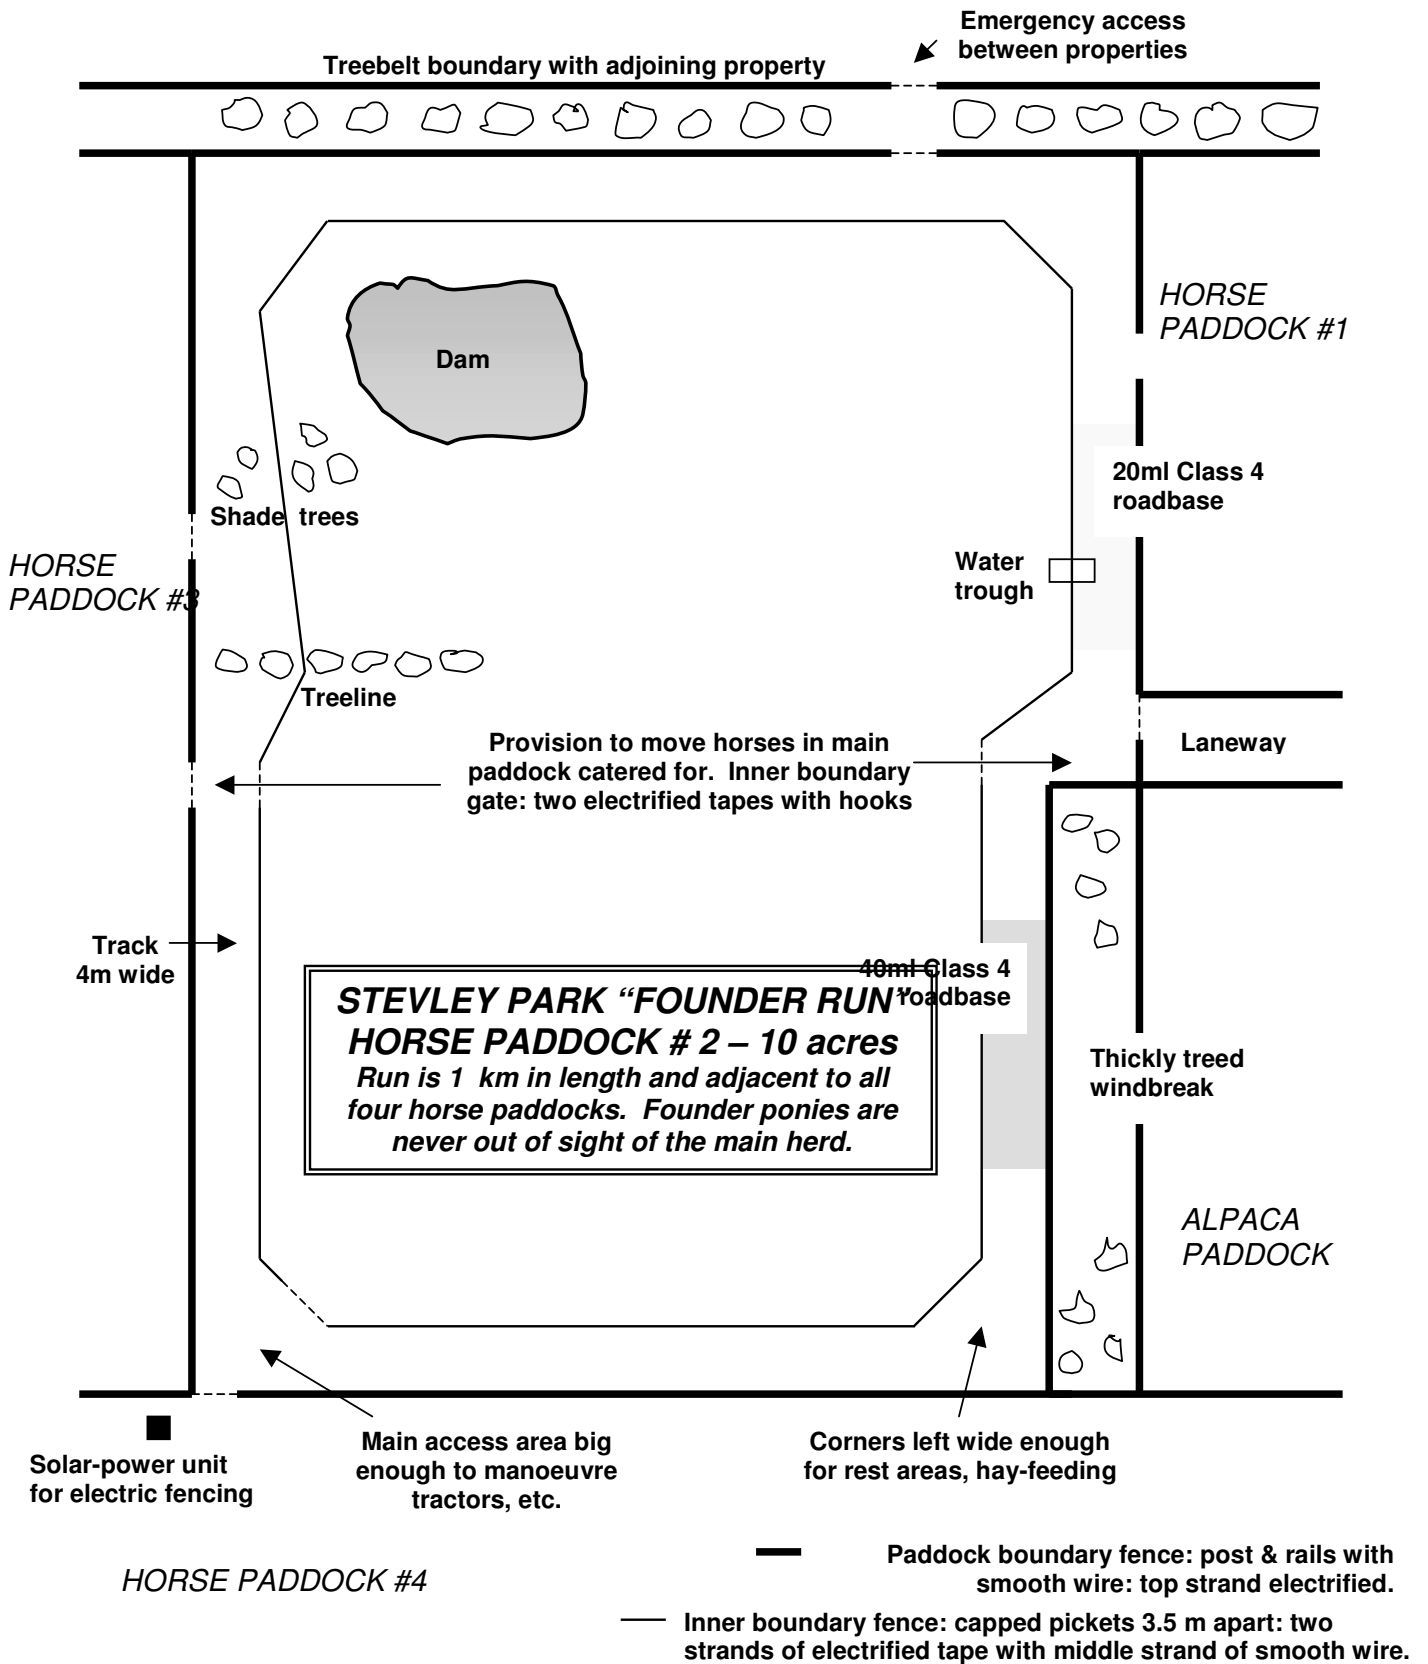 Emergency access
between properties
Treebelt boundary with adjoining property
HORSE
PADDOCK #1
Dam
20ml Class 4
roadbase
Shade trees
Water
trough
HORSE
PADDOCK #3
Treeline
Provision to move horses in main
paddock catered for. Inner boundary
gate: two electrified tapes with hooks
Laneway
Track
4m wide
40ml Class 4
roadbase
STEVLEY PARK “FOUNDER RUN”
HORSE PADDOCK # 2 – 10 acres
Run is 1 km in length and adjacent to all
four horse paddocks. Founder ponies are
never out of sight of the main herd.
Thickly treed
windbreak
ALPACA
PADDOCK
Solar-power unit
for electric fencing
Main access area big
enough to manoeuvre
tractors, etc.
Corners left wide enough
for rest areas, hay-feeding
HORSE PADDOCK #4
Paddock boundary fence: post & rails with
smooth wire: top strand electrified.
Inner boundary fence: capped pickets 3.5 m apart: two
strands of electrified tape with middle strand of smooth wire.